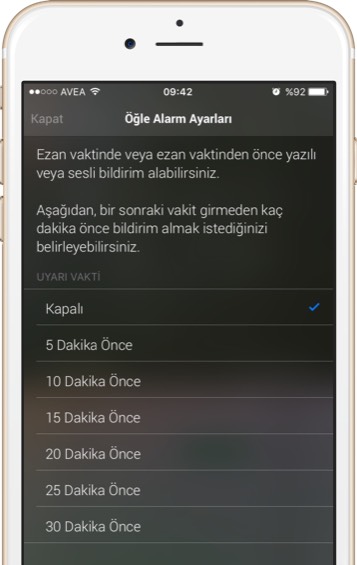 AVEA 09:42 %92
Kapat Öğle Alarm Ayarları
Ezan vaktinde veya ezan vaktinden önce yazılı
veya sesli bildirim alabilirsiniz.
Aşağıdan, bir sonraki vakit girmeden kaç
dakika önce bildirim almak istediğinizi
belirleyebilirsiniz.
UYARI VAKTİ
Kapalı
5 Dakika Önce
10 Dakika Önce
15 Dakika Önce
20 Dakika Önce
25 Dakika Önce
30 Dakika Önce